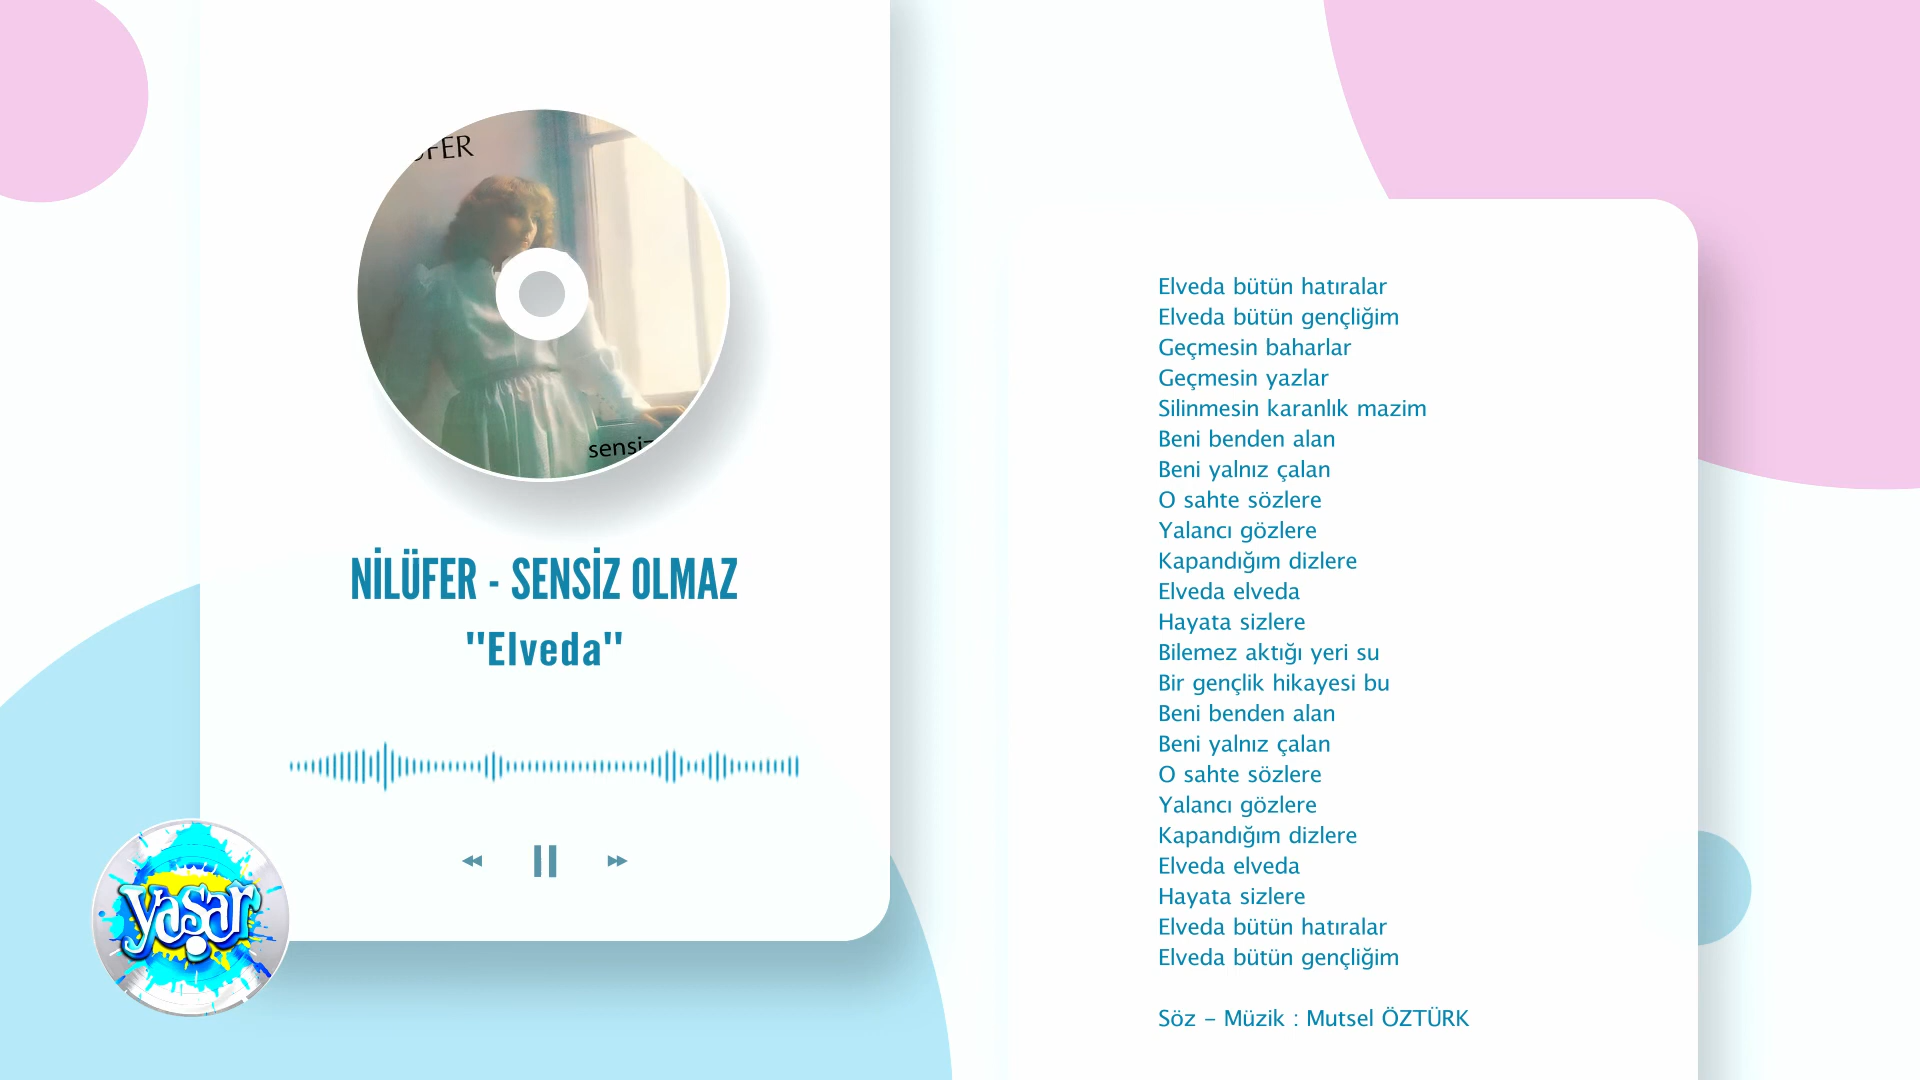 ÜFER
sensiz
NİLÜFER - SENSİZ OLMAZ
"Elveda"
yaşar
Elveda bütün hatıralar
Elveda bütün gençliğim
Geçmesin baharlar
Geçmesin yazlar
Silinmesin karanlık mazim
Beni benden alan
Beni yalnız çalan
O sahte sözlere
Yalancı gözlere
Kapandığım dizlere
Elveda elveda
Hayata sizlere
Bilemez aktığı yeri su
Bir gençlik hikayesi bu
Beni benden alan
Beni yalnız çalan
O sahte sözlere
Yalancı gözlere
Kapandığım dizlere
Elveda elveda
Hayata sizlere
Elveda bütün hatıralar
Elveda bütün gençliğim
Söz - Müzik : Mutsel ÖZTÜRK